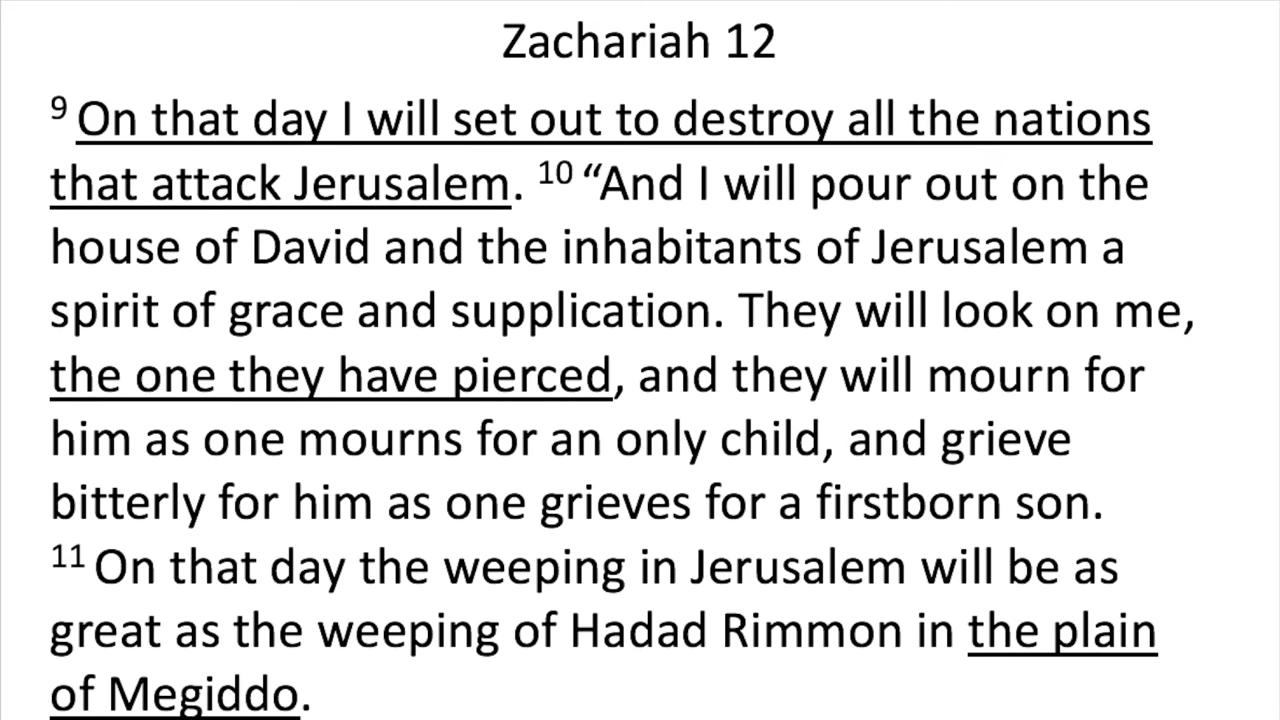 Zachariah 12
⁹ On that day I will set out to destroy all the nations
that attack Jerusalem. ¹⁰ “And I will pour out on the
house of David and the inhabitants of Jerusalem a
spirit of grace and supplication. They will look on me,
the one they have pierced, and they will mourn for
him as one mourns for an only child, and grieve
bitterly for him as one grieves for a firstborn son.
¹¹ On that day the weeping in Jerusalem will be as
great as the weeping of Hadad Rimmon in the plain
of Megiddo.